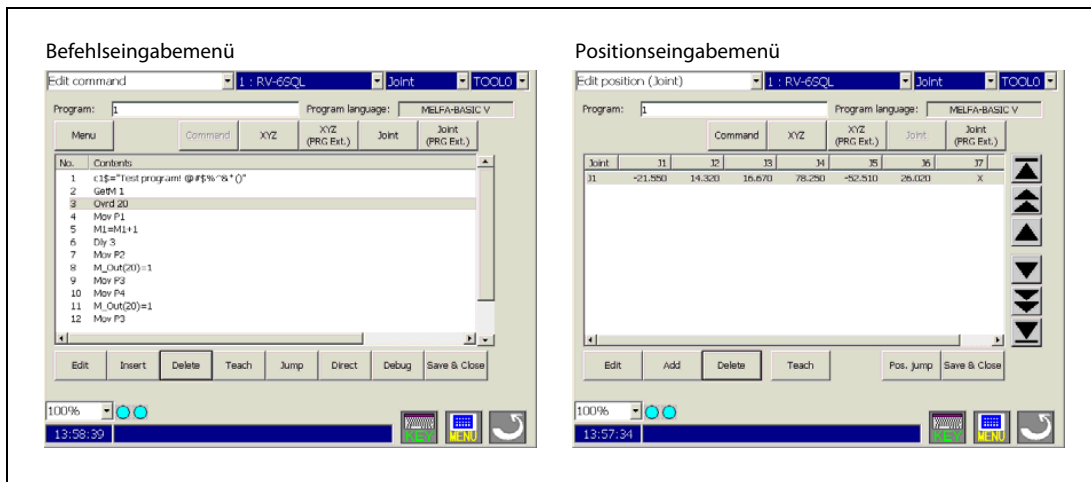 Befehlseingabemenü
Edit command 1 : RV-6SQL Joint TOOL0
Program: 1 Program language: MELFA-BASIC V
Menu Command XYZ XYZ (PRG Ext.) Joint Joint (PRG Ext.)
No. Contents
1 c1$="Test program! @#$%^&*()"
2 GetM 1
3 Ovrd 20
4 Mov P1
5 M1=M1+1
6 Dly 3
7 Mov P2
8 M_Out(20)=1
9 Mov P3
10 Mov P4
11 M_Out(20)=1
12 Mov P3
Edit Insert Delete Teach Jump Direct Debug Save & Close
100%
13:58:39 KEY MENU
Positionseingabemenü
Edit position (Joint) 1 : RV-6SQL Joint TOOL0
Program: 1 Program language: MELFA-BASIC V
Command XYZ XYZ (PRG Ext.) Joint Joint (PRG Ext.)
Joint J1 J2 J3 J4 J5 J6 J7
J1 -21.550 14.320 16.670 78.250 -52.510 26.020 X
Edit Add Delete Teach Pos. jump Save & Close
100%
13:57:34 KEY MENU